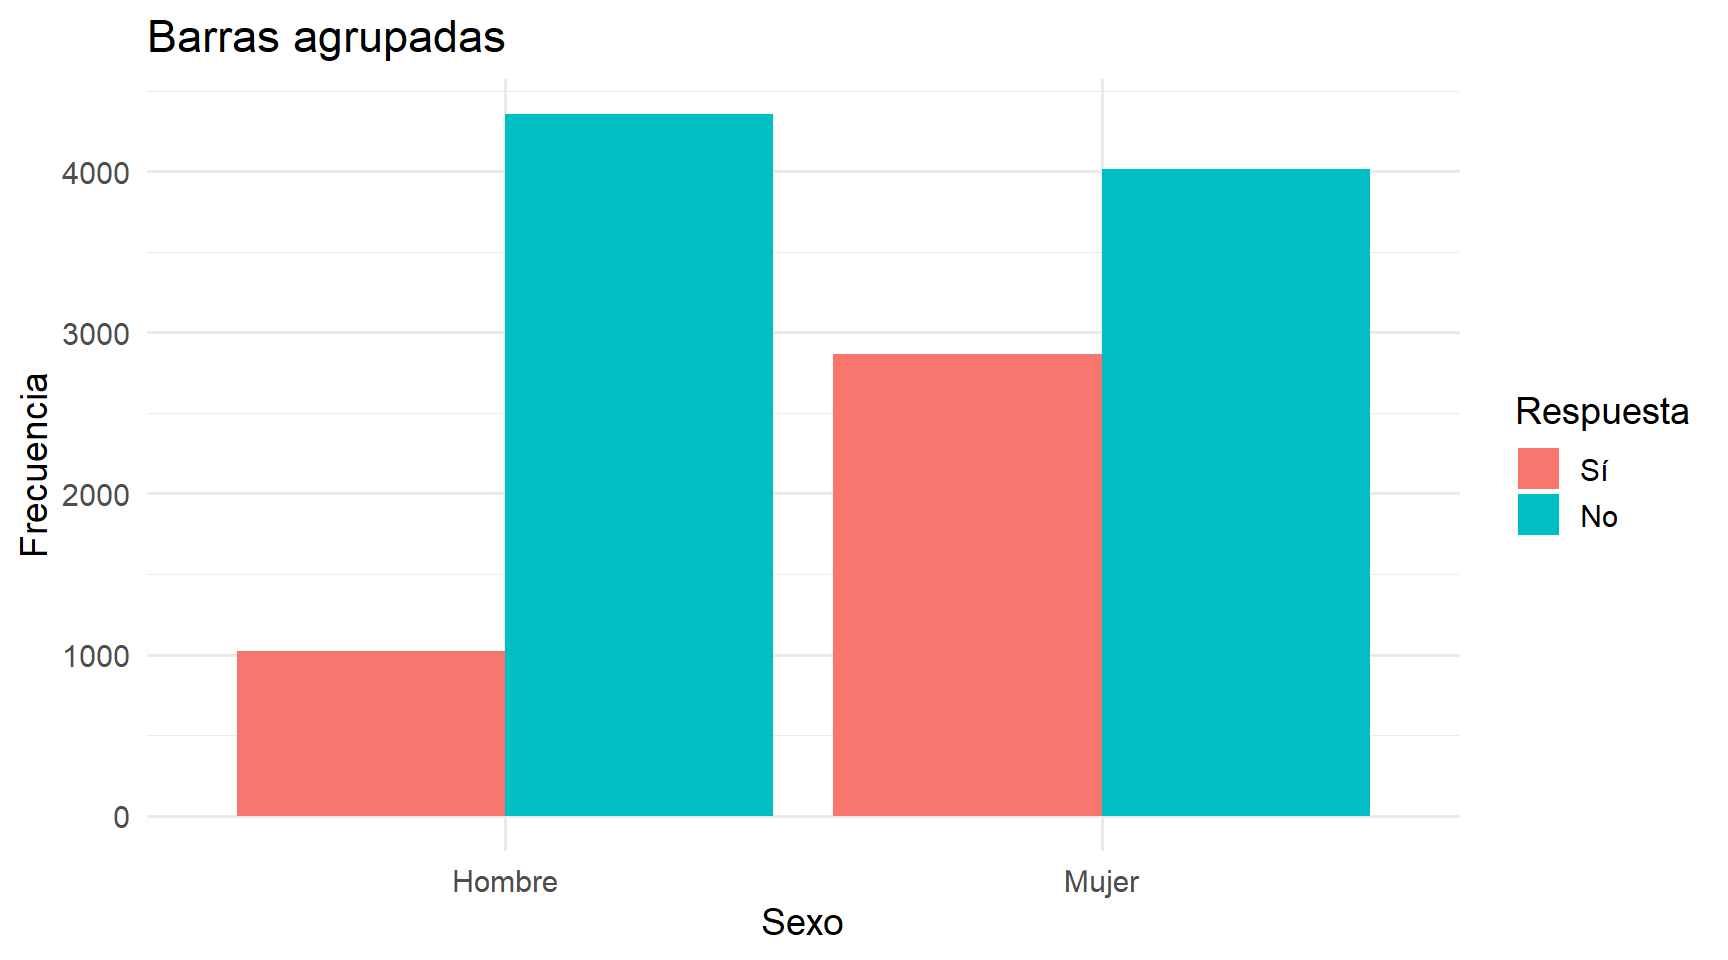 Barras agrupadas
Frecuencia
4000
3000
2000
1000
0
Hombre
Mujer
Sexo
Respuesta
Sí
No